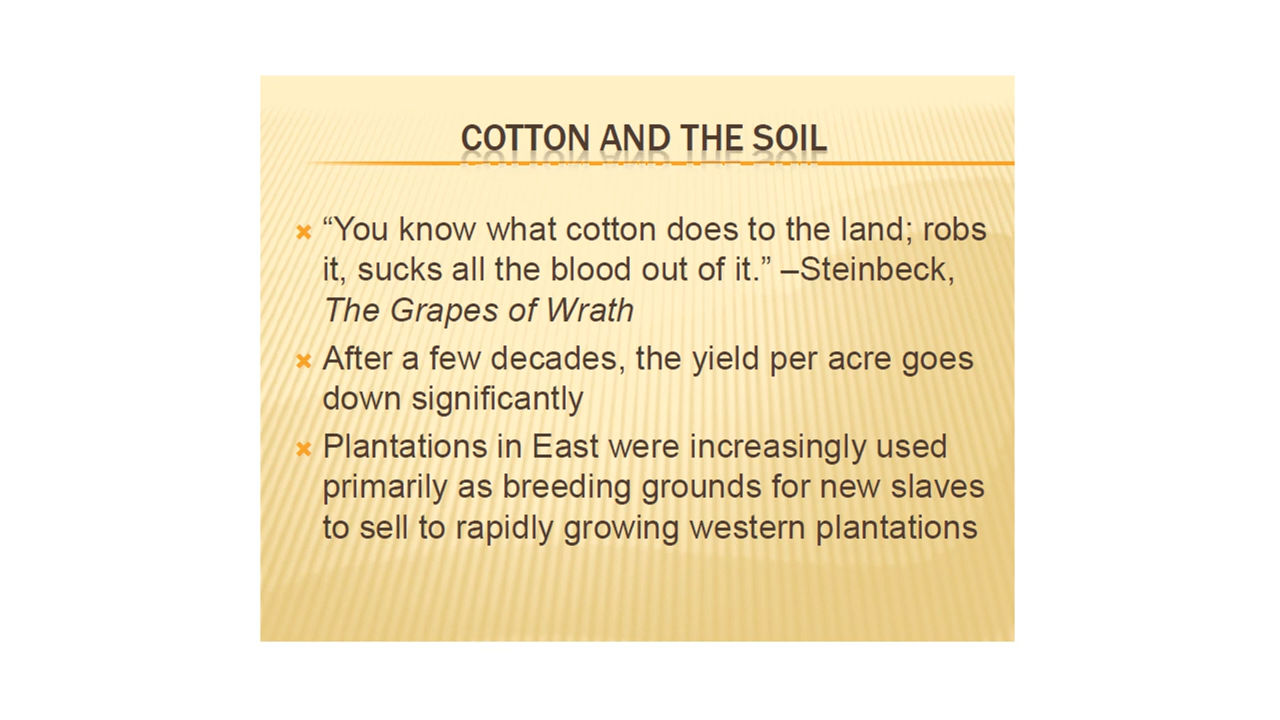 COTTON AND THE SOIL
“You know what cotton does to the land; robs
it, sucks all the blood out of it.” –Steinbeck,
The Grapes of Wrath
After a few decades, the yield per acre goes
down significantly
Plantations in East were increasingly used
primarily as breeding grounds for new slaves
to sell to rapidly growing western plantations